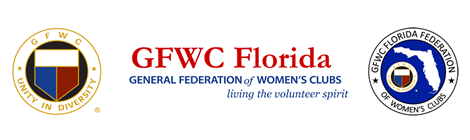 GFWC
UNITY IN DIVERSITY
®
GFWC Florida
GENERAL FEDERATION of WOMEN'S CLUBS
living the volunteer spirit
GFWC FLORIDA FEDERATION
OF WOMEN'S CLUBS